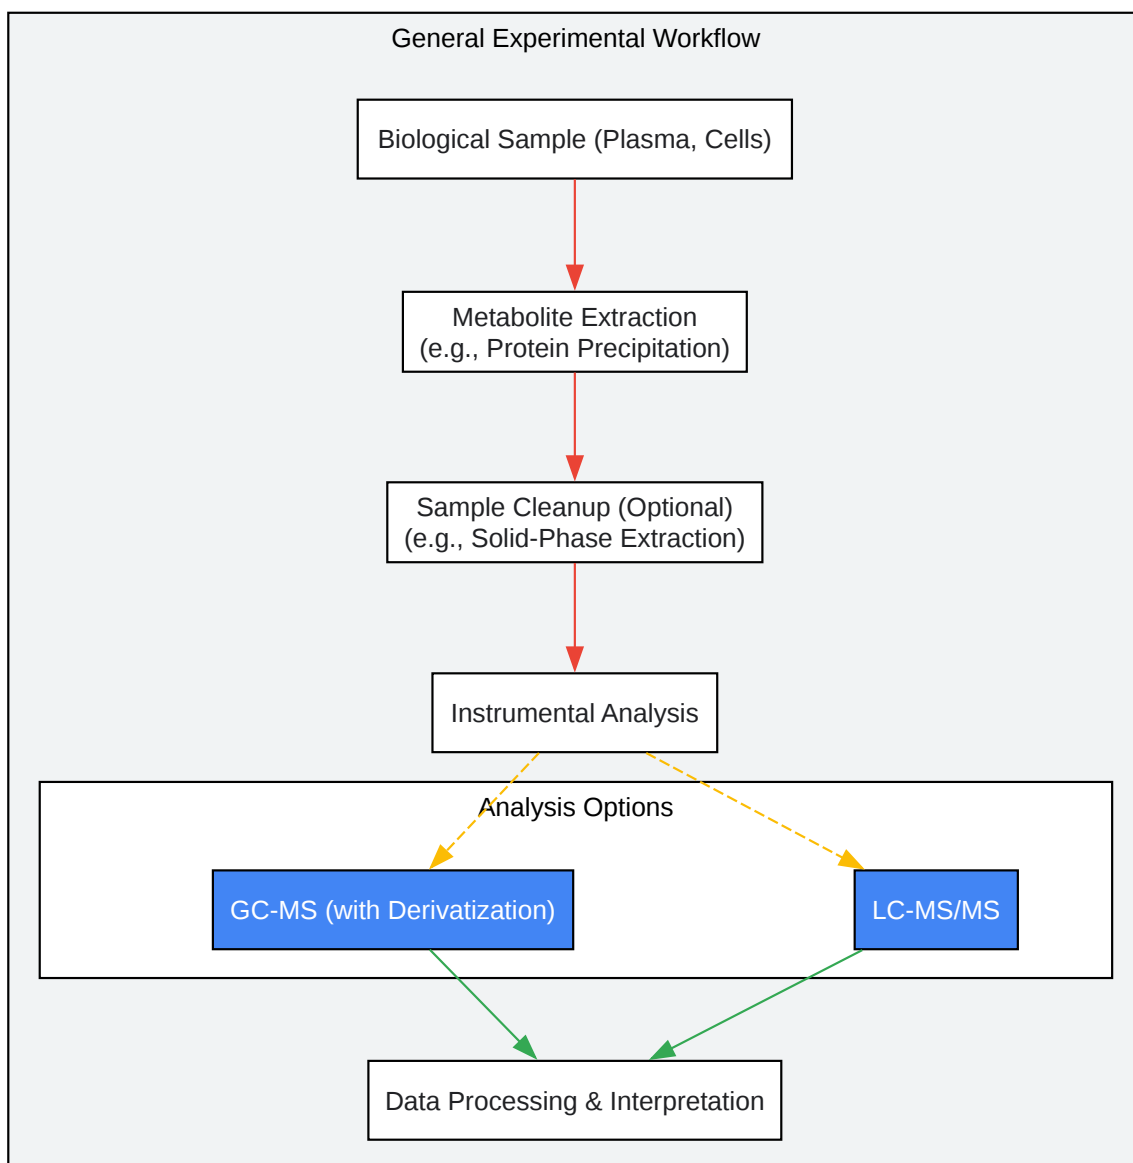 General Experimental Workflow
Biological Sample (Plasma, Cells)
Metabolite Extraction
(e.g., Protein Precipitation)
Sample Cleanup (Optional)
(e.g., Solid-Phase Extraction)
Instrumental Analysis
Analysis Options
GC-MS (with Derivatization)
LC-MS/MS
Data Processing & Interpretation